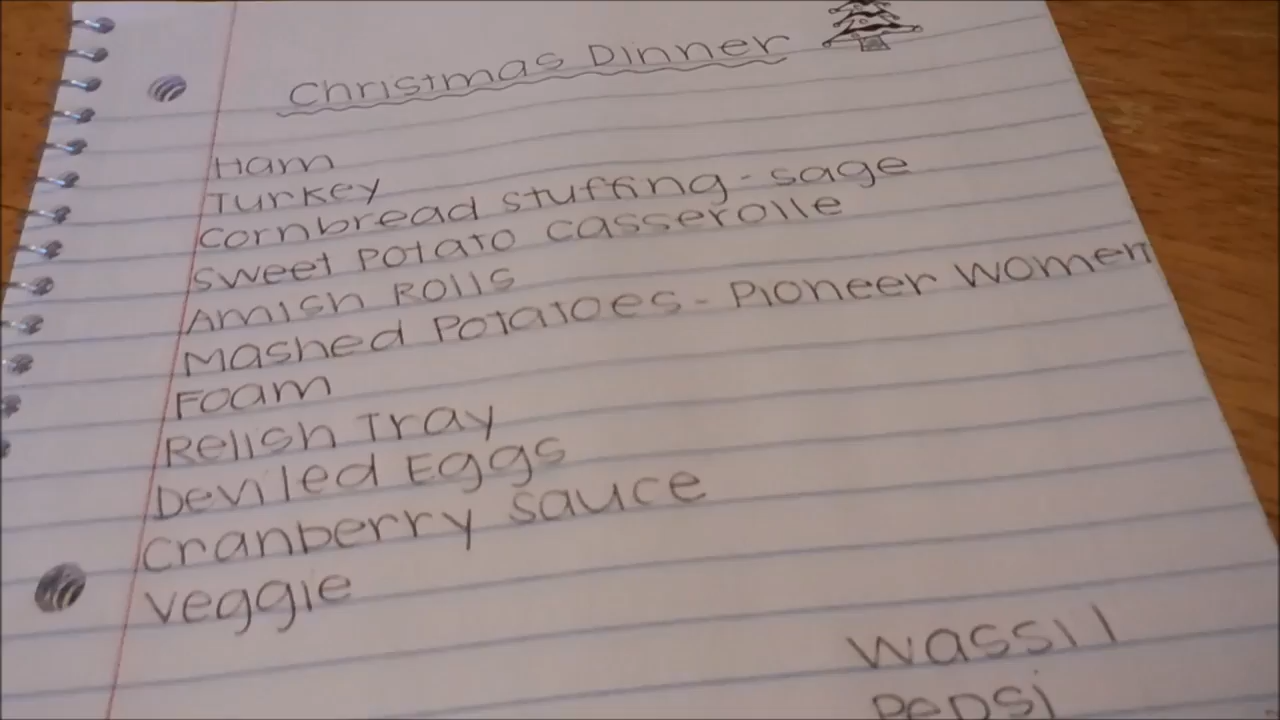 Christmas Dinner
Ham
Turkey
cornbread stuffing - sage
sweet Potato casserolle
Amish Rolls
Mashed Potatoes - Pioneer Women
Foam
Relish Tray
Deviled Eggs
cranberry sauce
veggie
wassil
Pepsi